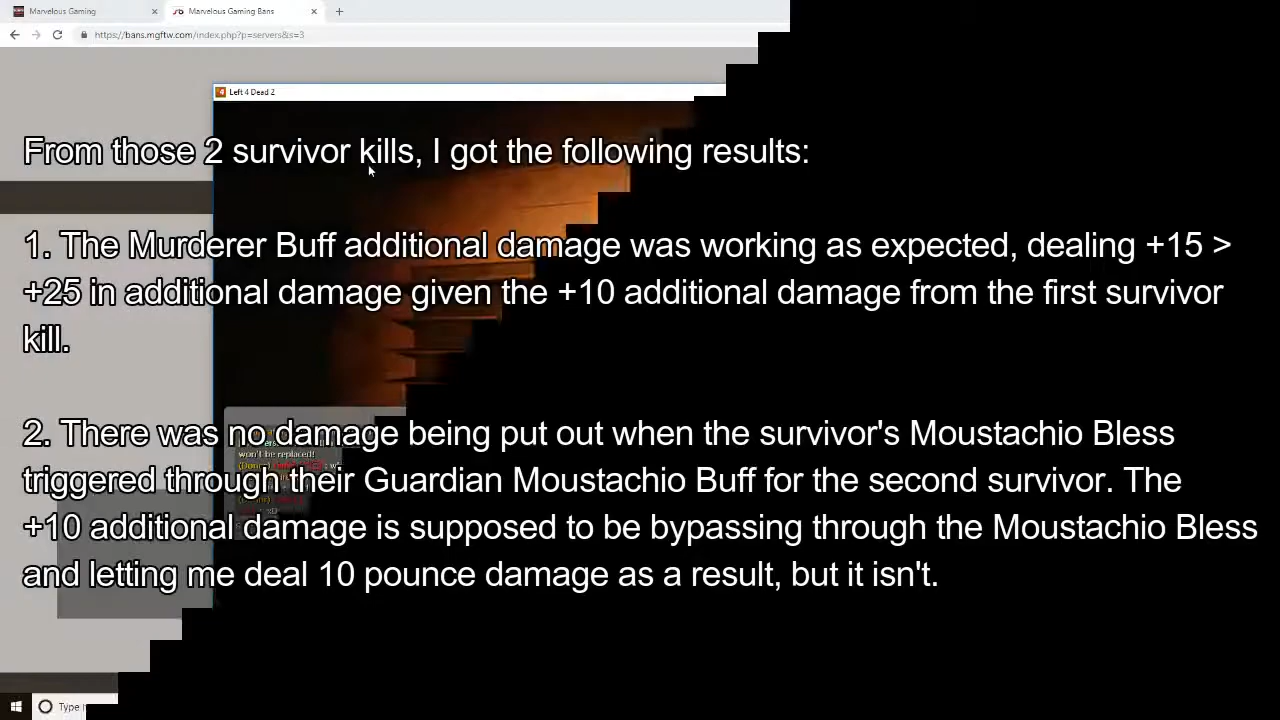 Marvelous Gaming
Marvelous Gaming Bans
https://bans.mgftw.com/index.php?p=servers&s=3
Left 4 Dead 2
From those 2 survivor kills, I got the following results:
1. The Murderer Buff additional damage was working as expected, dealing +15 >
+25 in additional damage given the +10 additional damage from the first survivor
kill.
2. There was no damage being put out when the survivor's Moustachio Bless
won't be replaced!
triggered through their Guardian Moustachio Buff for the second survivor. The
+10 additional damage is supposed to be bypassing through the Moustachio Bless
and letting me deal 10 pounce damage as a result, but it isn't.
Type